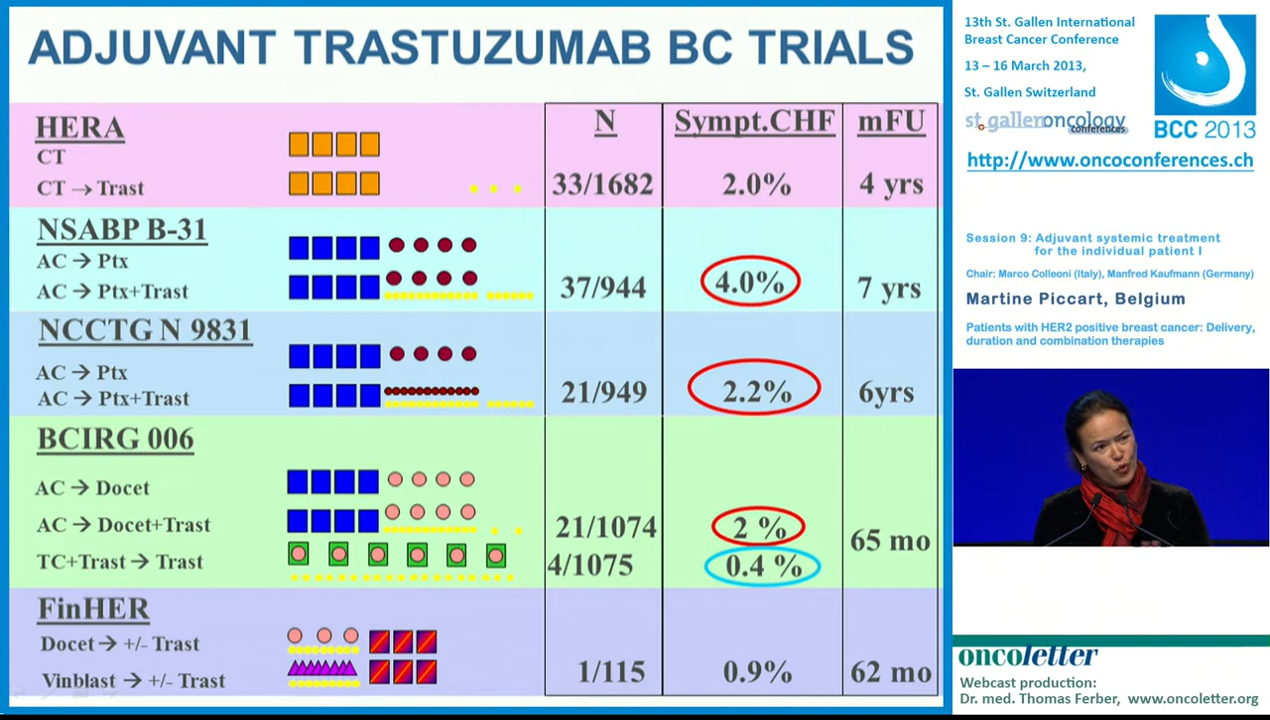 ADJUVANT TRASTUZUMAB BC TRIALS
N Sympt.CHF mFU
HERA
CT
CT → Trast 33/1682 2.0% 4 yrs
NSABP B-31
AC → Ptx
AC → Ptx+Trast 37/944 4.0% 7 yrs
NCCTG N 9831
AC → Ptx
AC → Ptx+Trast 21/949 2.2% 6yrs
BCIRG 006
AC → Docet
AC → Docet+Trast 21/1074 2 %
65 mo
TC+Trast → Trast 4/1075 0.4 %
FinHER
Docet → +/- Trast
Vinblast → +/- Trast 1/115 0.9% 62 mo
13th St. Gallen International
Breast Cancer Conference
13 – 16 March 2013,
St. Gallen Switzerland
st.gallenoncology
conferences
BCC 2013
http://www.oncoconferences.ch
Session 9: Adjuvant systemic treatment
for the individual patient I
Chair: Marco Colleoni (Italy), Manfred Kaufmann (Germany)
Martine Piccart, Belgium
Patients with HER2 positive breast cancer: Delivery,
duration and combination therapies
oncoletter
Webcast production:
Dr. med. Thomas Ferber, www.oncoletter.org